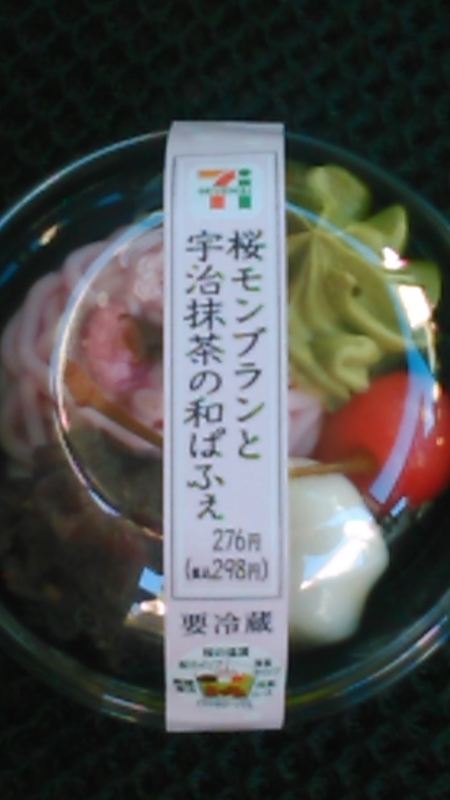 桜モンブランと
宇治抹茶の和ぱふぇ
276円
(税込298円)
要冷蔵